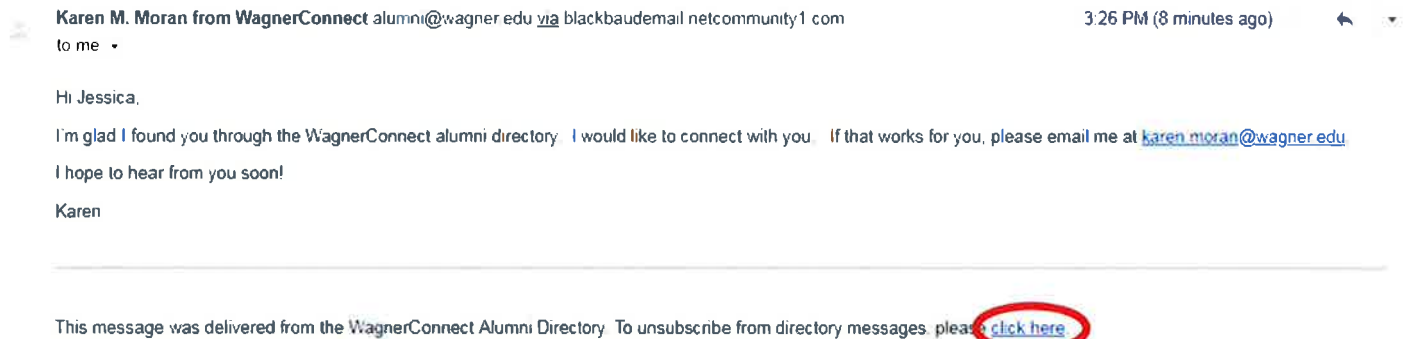 Karen M. Moran from WagnerConnect alumni@wagner.edu via blackbaudemail.netcommunity1.com 3:26 PM (8 minutes ago)
to me
Hi Jessica,
I'm glad I found you through the WagnerConnect alumni directory. I would like to connect with you. If that works for you, please email me at karen.moran@wagner.edu.
I hope to hear from you soon!
Karen
This message was delivered from the WagnerConnect Alumni Directory. To unsubscribe from directory messages, please click here.